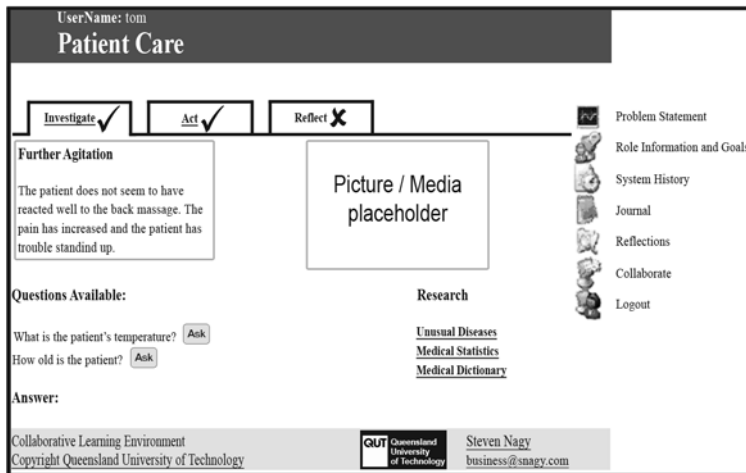 UserName: tom
Patient Care
Investigate
Act
Reflect
Further Agitation
The patient does not seem to have
reacted well to the back massage. The
pain has increased and the patient has
trouble standind up.
Picture / Media
placeholder
Problem Statement
Role Information and Goals
System History
Journal
Reflections
Collaborate
Logout
Questions Available:
What is the patient's temperature? Ask
How old is the patient? Ask
Research
Unusual Diseases
Medical Statistics
Medical Dictionary
Answer:
Collaborative Learning Environment
Copyright Queensland University of Technology
QUT Queensland
University
of Technology
Steven Nagy
business@snagy.com